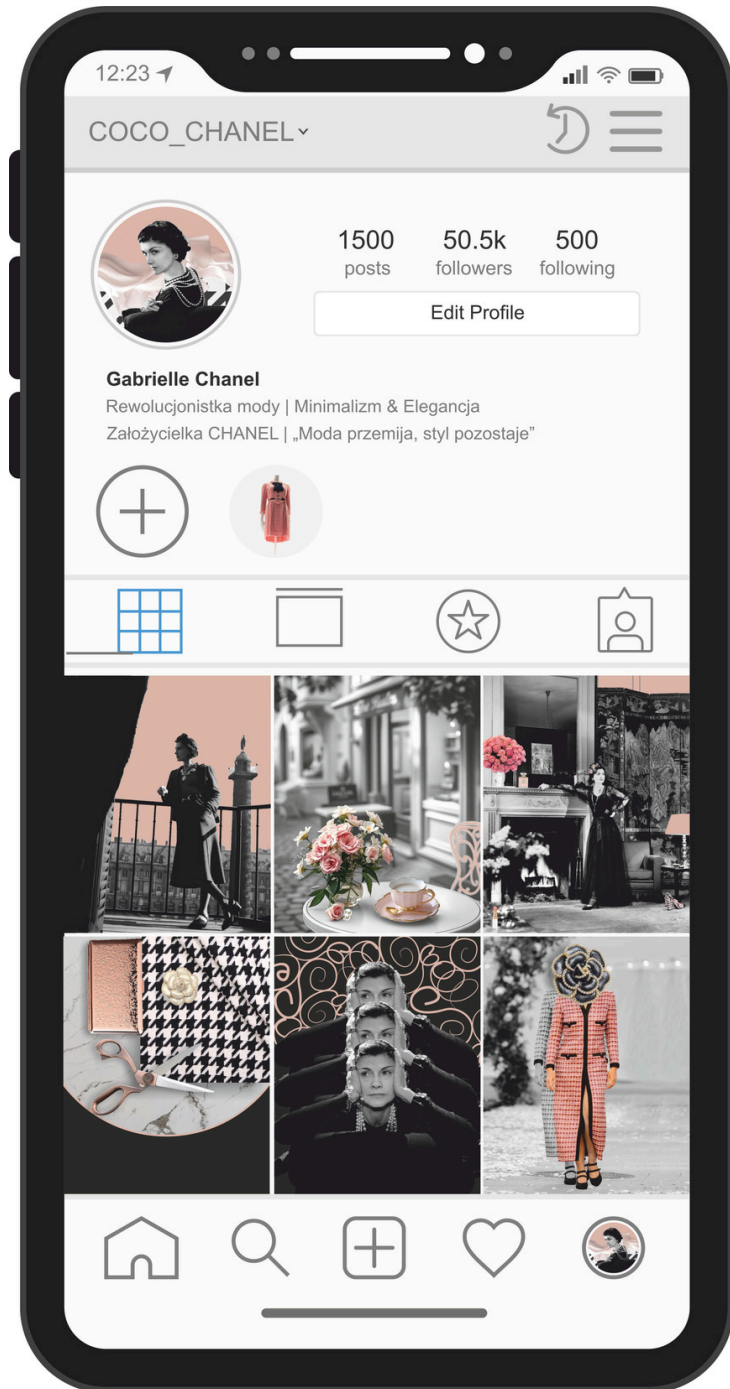 12:23
COCO_CHANEL
1500 50.5k 500
posts followers following
Edit Profile
Gabrielle Chanel
Rewolucjonistka mody | Minimalizm & Elegancja
Założycielka CHANEL | „Moda przemija, styl pozostaje”